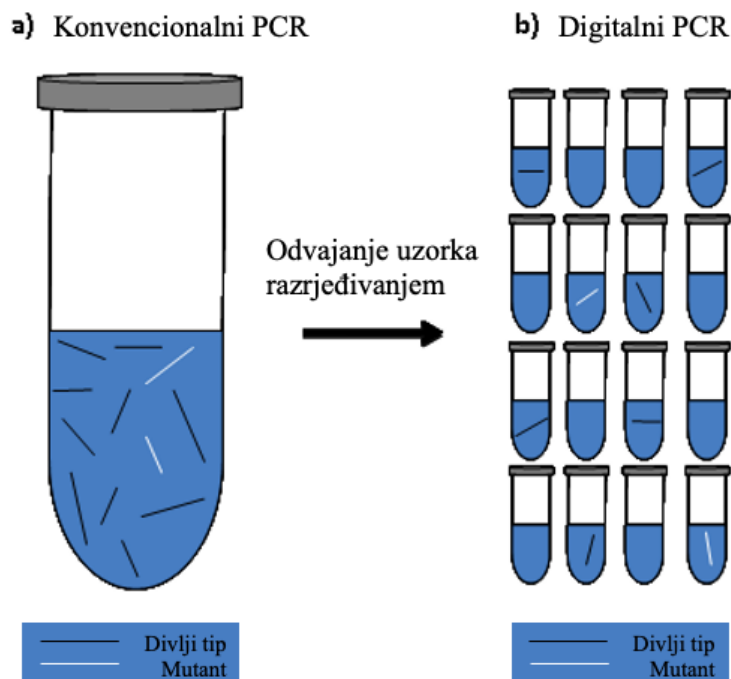 a) Konvencionalni PCR
b) Digitalni PCR
Odvajanje uzorka
razrjeđivanjem
Divlji tip
Mutant
Divlji tip
Mutant